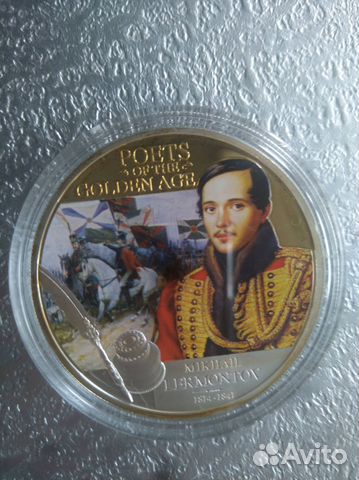 POETS
OF THE
GOLDEN AGE
MIKHAIL
LERMONTOV
1814-1841
Avito